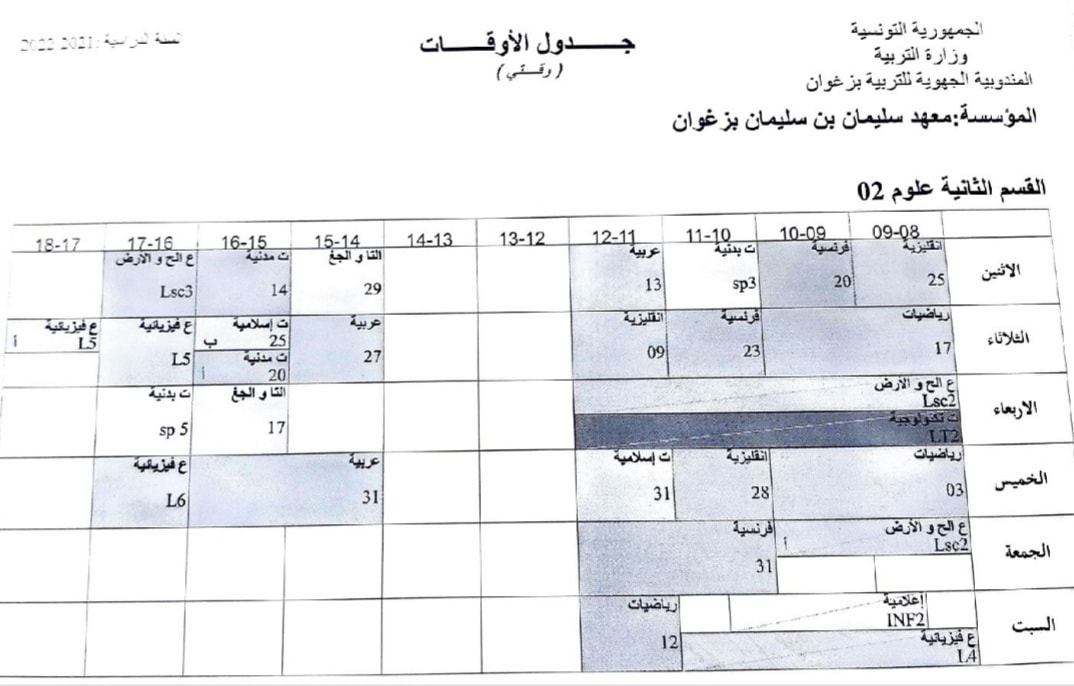 الجمهورية التونسية
وزارة التربية
المندوبية الجهوية للتربية بزغوان
جـــــدول الأوقـــــات
(وقـتـي)
السنة الدراسية :2021-2022
المؤسسة:معهد سليمان بن سليمان بزغوان
القسم الثانية علوم 02
09-08 10-09 11-10 12-11 13-12 14-13 15-14 16-15 17-16 18-17
الاثنين
انقليزية فرنسية ت بدنية عربية التا و الجغ ت مدنية ع الح و الأرض
25 20 sp3 13 29 14 Lsc3
الثلاثاء
رياضيات فرنسية انقليزية عربية ت إسلامية ع فيزيائية ع فيزيائية
25 ب L5 أ
ت مدنية
17 23 09 27 20 أ L5
الاربعاء
ع الح و الأرض التا و الجغ ت بدنية
Lsc2
ت تكنولوجية
LT2 17 sp 5
الخميس
رياضيات انقليزية ت إسلامية عربية ع فيزيائية
03 28 31 31 L6
الجمعة
ع الح و الأرض فرنسية
Lsc2 أ
31
السبت
إعلامية رياضيات
INF2
ع فيزيائية
L4 12